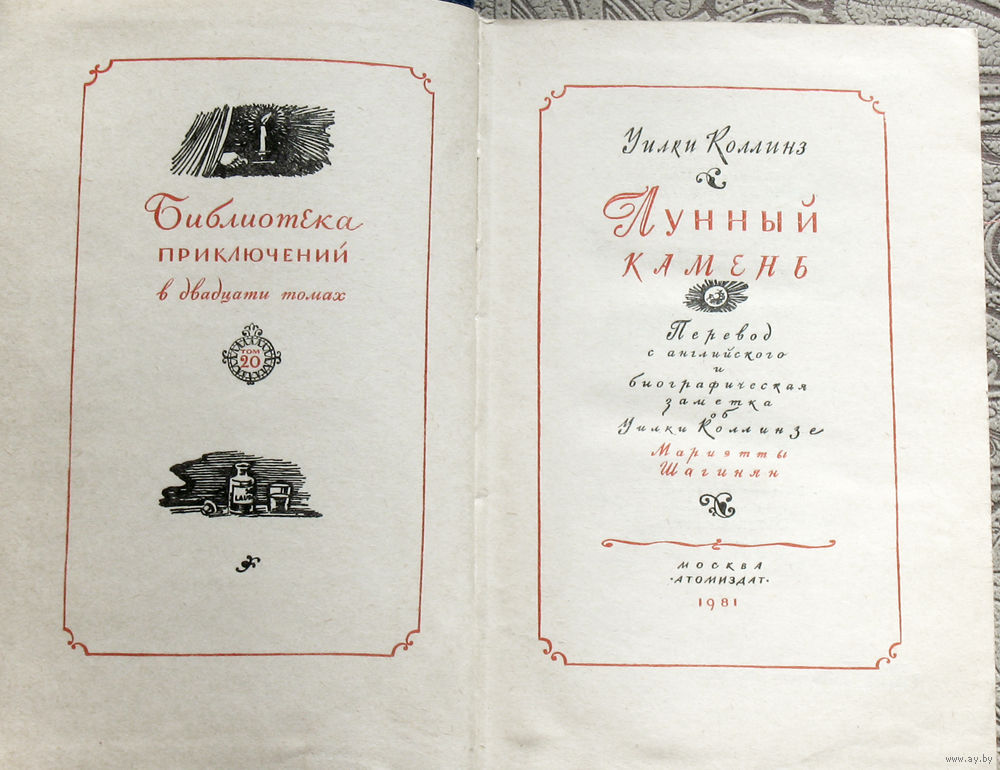 Библиотека
ПРИКЛЮЧЕНИЙ
в двадцати томах
ТОМ
20
LAUD
Уилки Коллинз
Лунный
КАМЕНЬ
Перевод
с английского
и
биографическая
заметка
об
Уилки Коллинзе
Мариэтты
Шагинян
МОСКВА
·АТОМИЗДАТ·
1981
www.ay.by